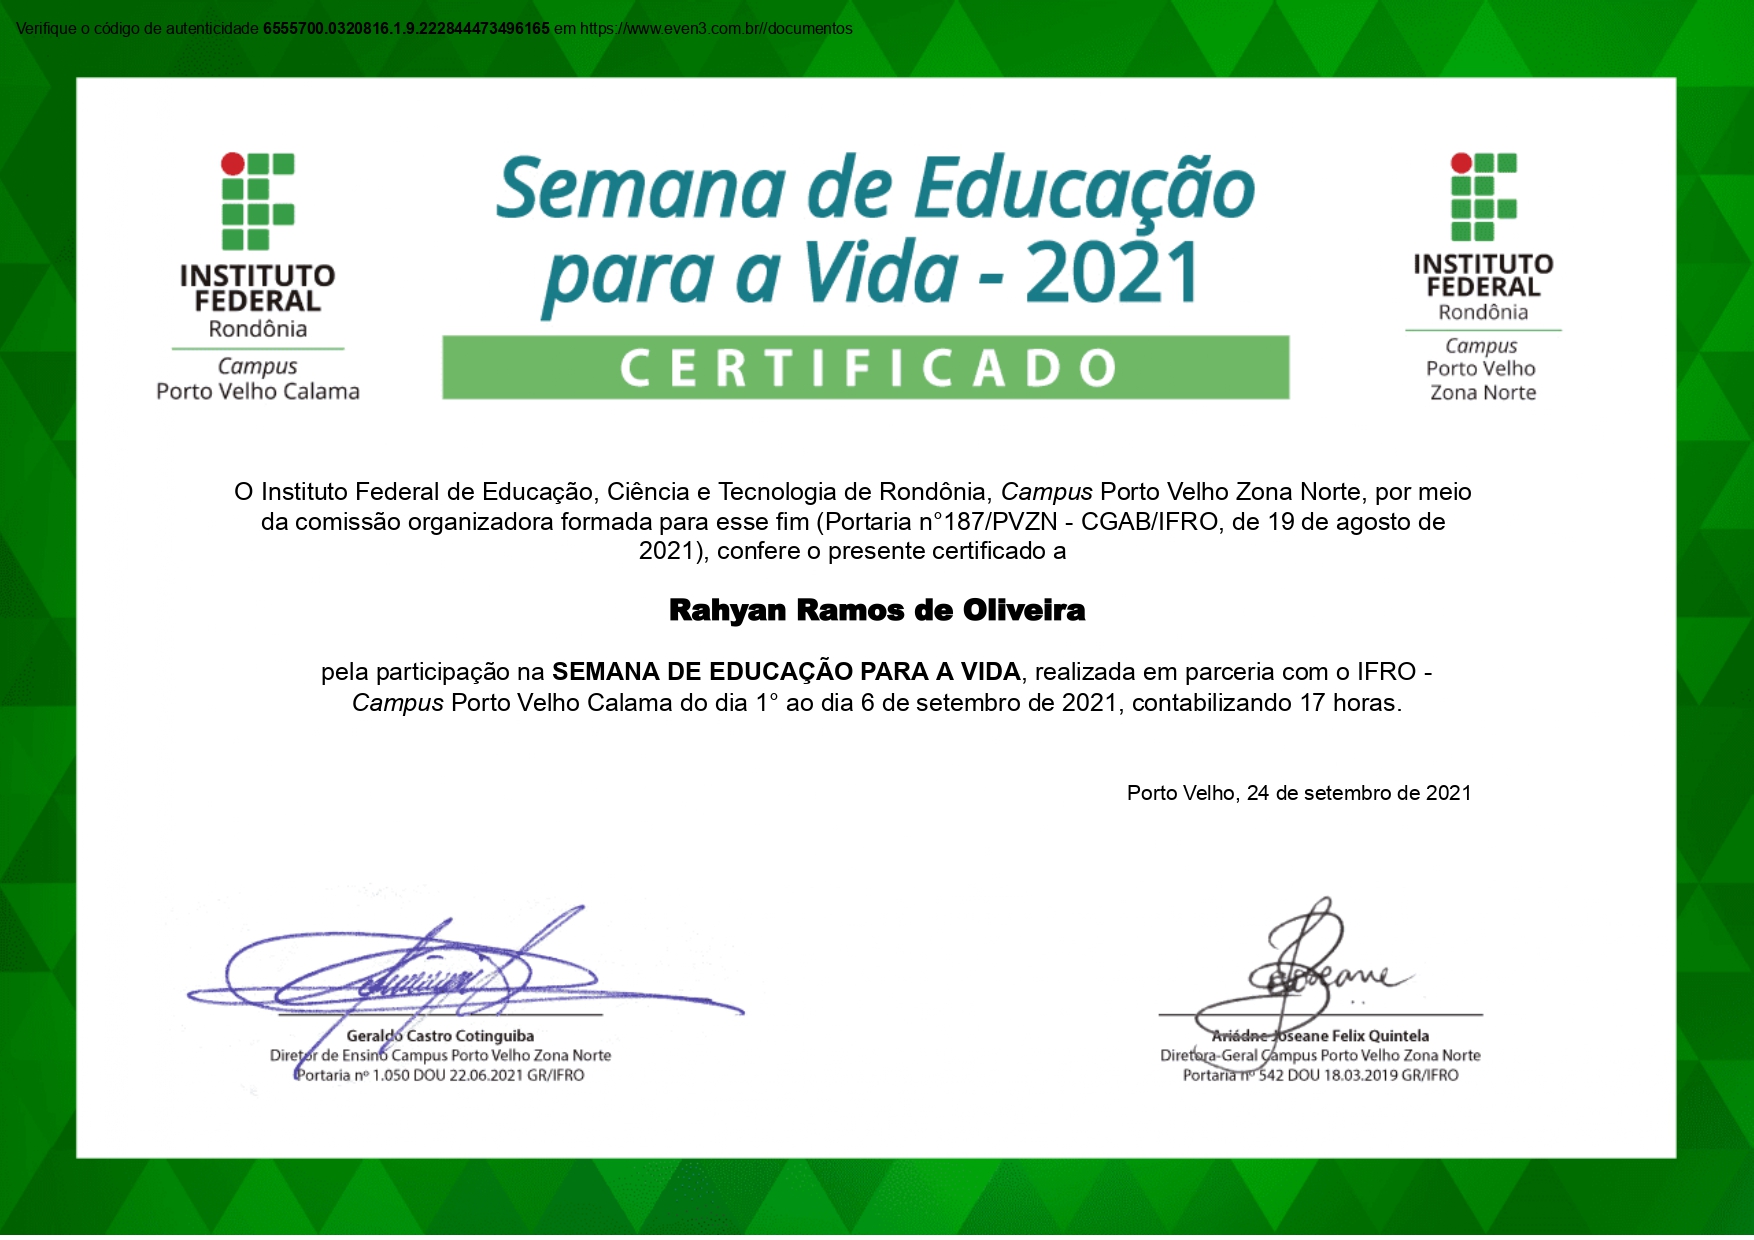 Verifique o código de autenticidade 6555700.0320816.1.9.222844473496165 em https://www.even3.com.br//documentos
INSTITUTO
FEDERAL
Rondônia
Campus
Porto Velho Calama
Semana de Educação
para a Vida - 2021
CERTIFICADO
INSTITUTO
FEDERAL
Rondônia
Campus
Porto Velho
Zona Norte
O Instituto Federal de Educação, Ciência e Tecnologia de Rondônia, Campus Porto Velho Zona Norte, por meio
da comissão organizadora formada para esse fim (Portaria n°187/PVZN - CGAB/IFRO, de 19 de agosto de
2021), confere o presente certificado a
Rahyan Ramos de Oliveira
pela participação na SEMANA DE EDUCAÇÃO PARA A VIDA, realizada em parceria com o IFRO -
Campus Porto Velho Calama do dia 1° ao dia 6 de setembro de 2021, contabilizando 17 horas.
Porto Velho, 24 de setembro de 2021
Geraldo Castro Cotinguiba
Diretor de Ensino Campus Porto Velho Zona Norte
Portaria nº 1.050 DOU 22.06.2021 GR/IFRO
Joseane
Ariádne Joseane Felix Quintela
Diretora-Geral Campus Porto Velho Zona Norte
Portaria nº 542 DOU 18.03.2019 GR/IFRO